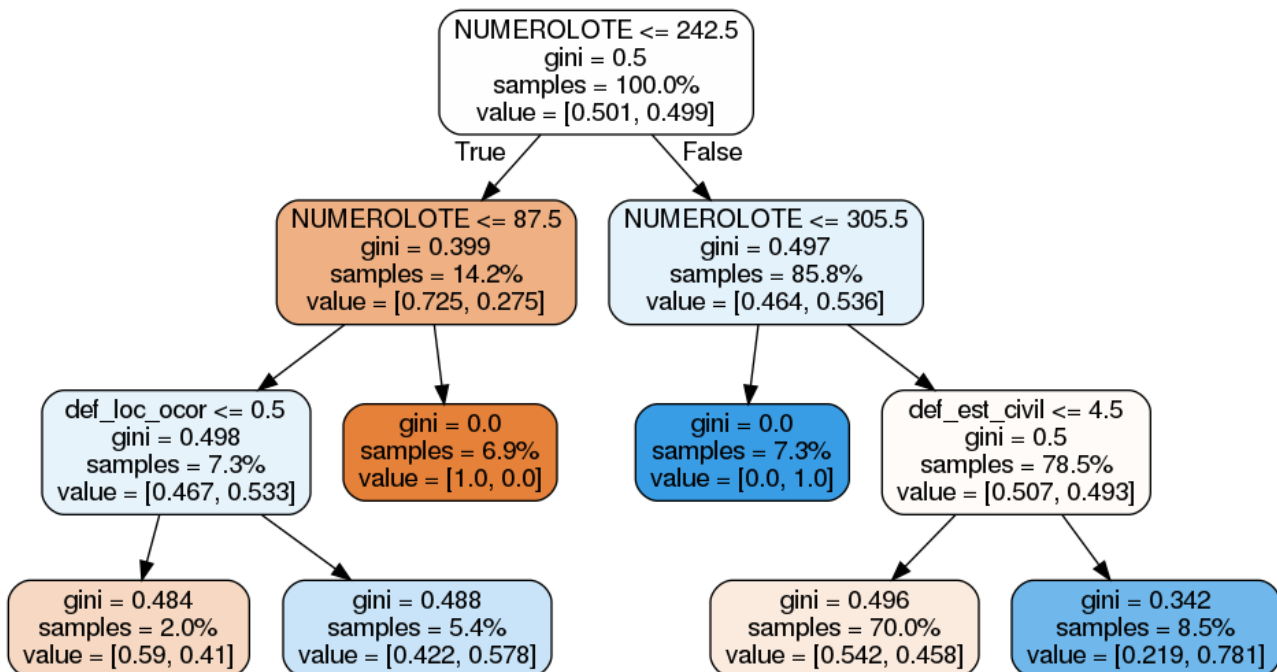 NUMEROLOTE <= 242.5
gini = 0.5
samples = 100.0%
value = [0.501, 0.499]
True
False
NUMEROLOTE <= 87.5
gini = 0.399
samples = 14.2%
value = [0.725, 0.275]
NUMEROLOTE <= 305.5
gini = 0.497
samples = 85.8%
value = [0.464, 0.536]
def_loc_ocor <= 0.5
gini = 0.498
samples = 7.3%
value = [0.467, 0.533]
gini = 0.0
samples = 6.9%
value = [1.0, 0.0]
gini = 0.0
samples = 7.3%
value = [0.0, 1.0]
def_est_civil <= 4.5
gini = 0.5
samples = 78.5%
value = [0.507, 0.493]
gini = 0.484
samples = 2.0%
value = [0.59, 0.41]
gini = 0.488
samples = 5.4%
value = [0.422, 0.578]
gini = 0.496
samples = 70.0%
value = [0.542, 0.458]
gini = 0.342
samples = 8.5%
value = [0.219, 0.781]